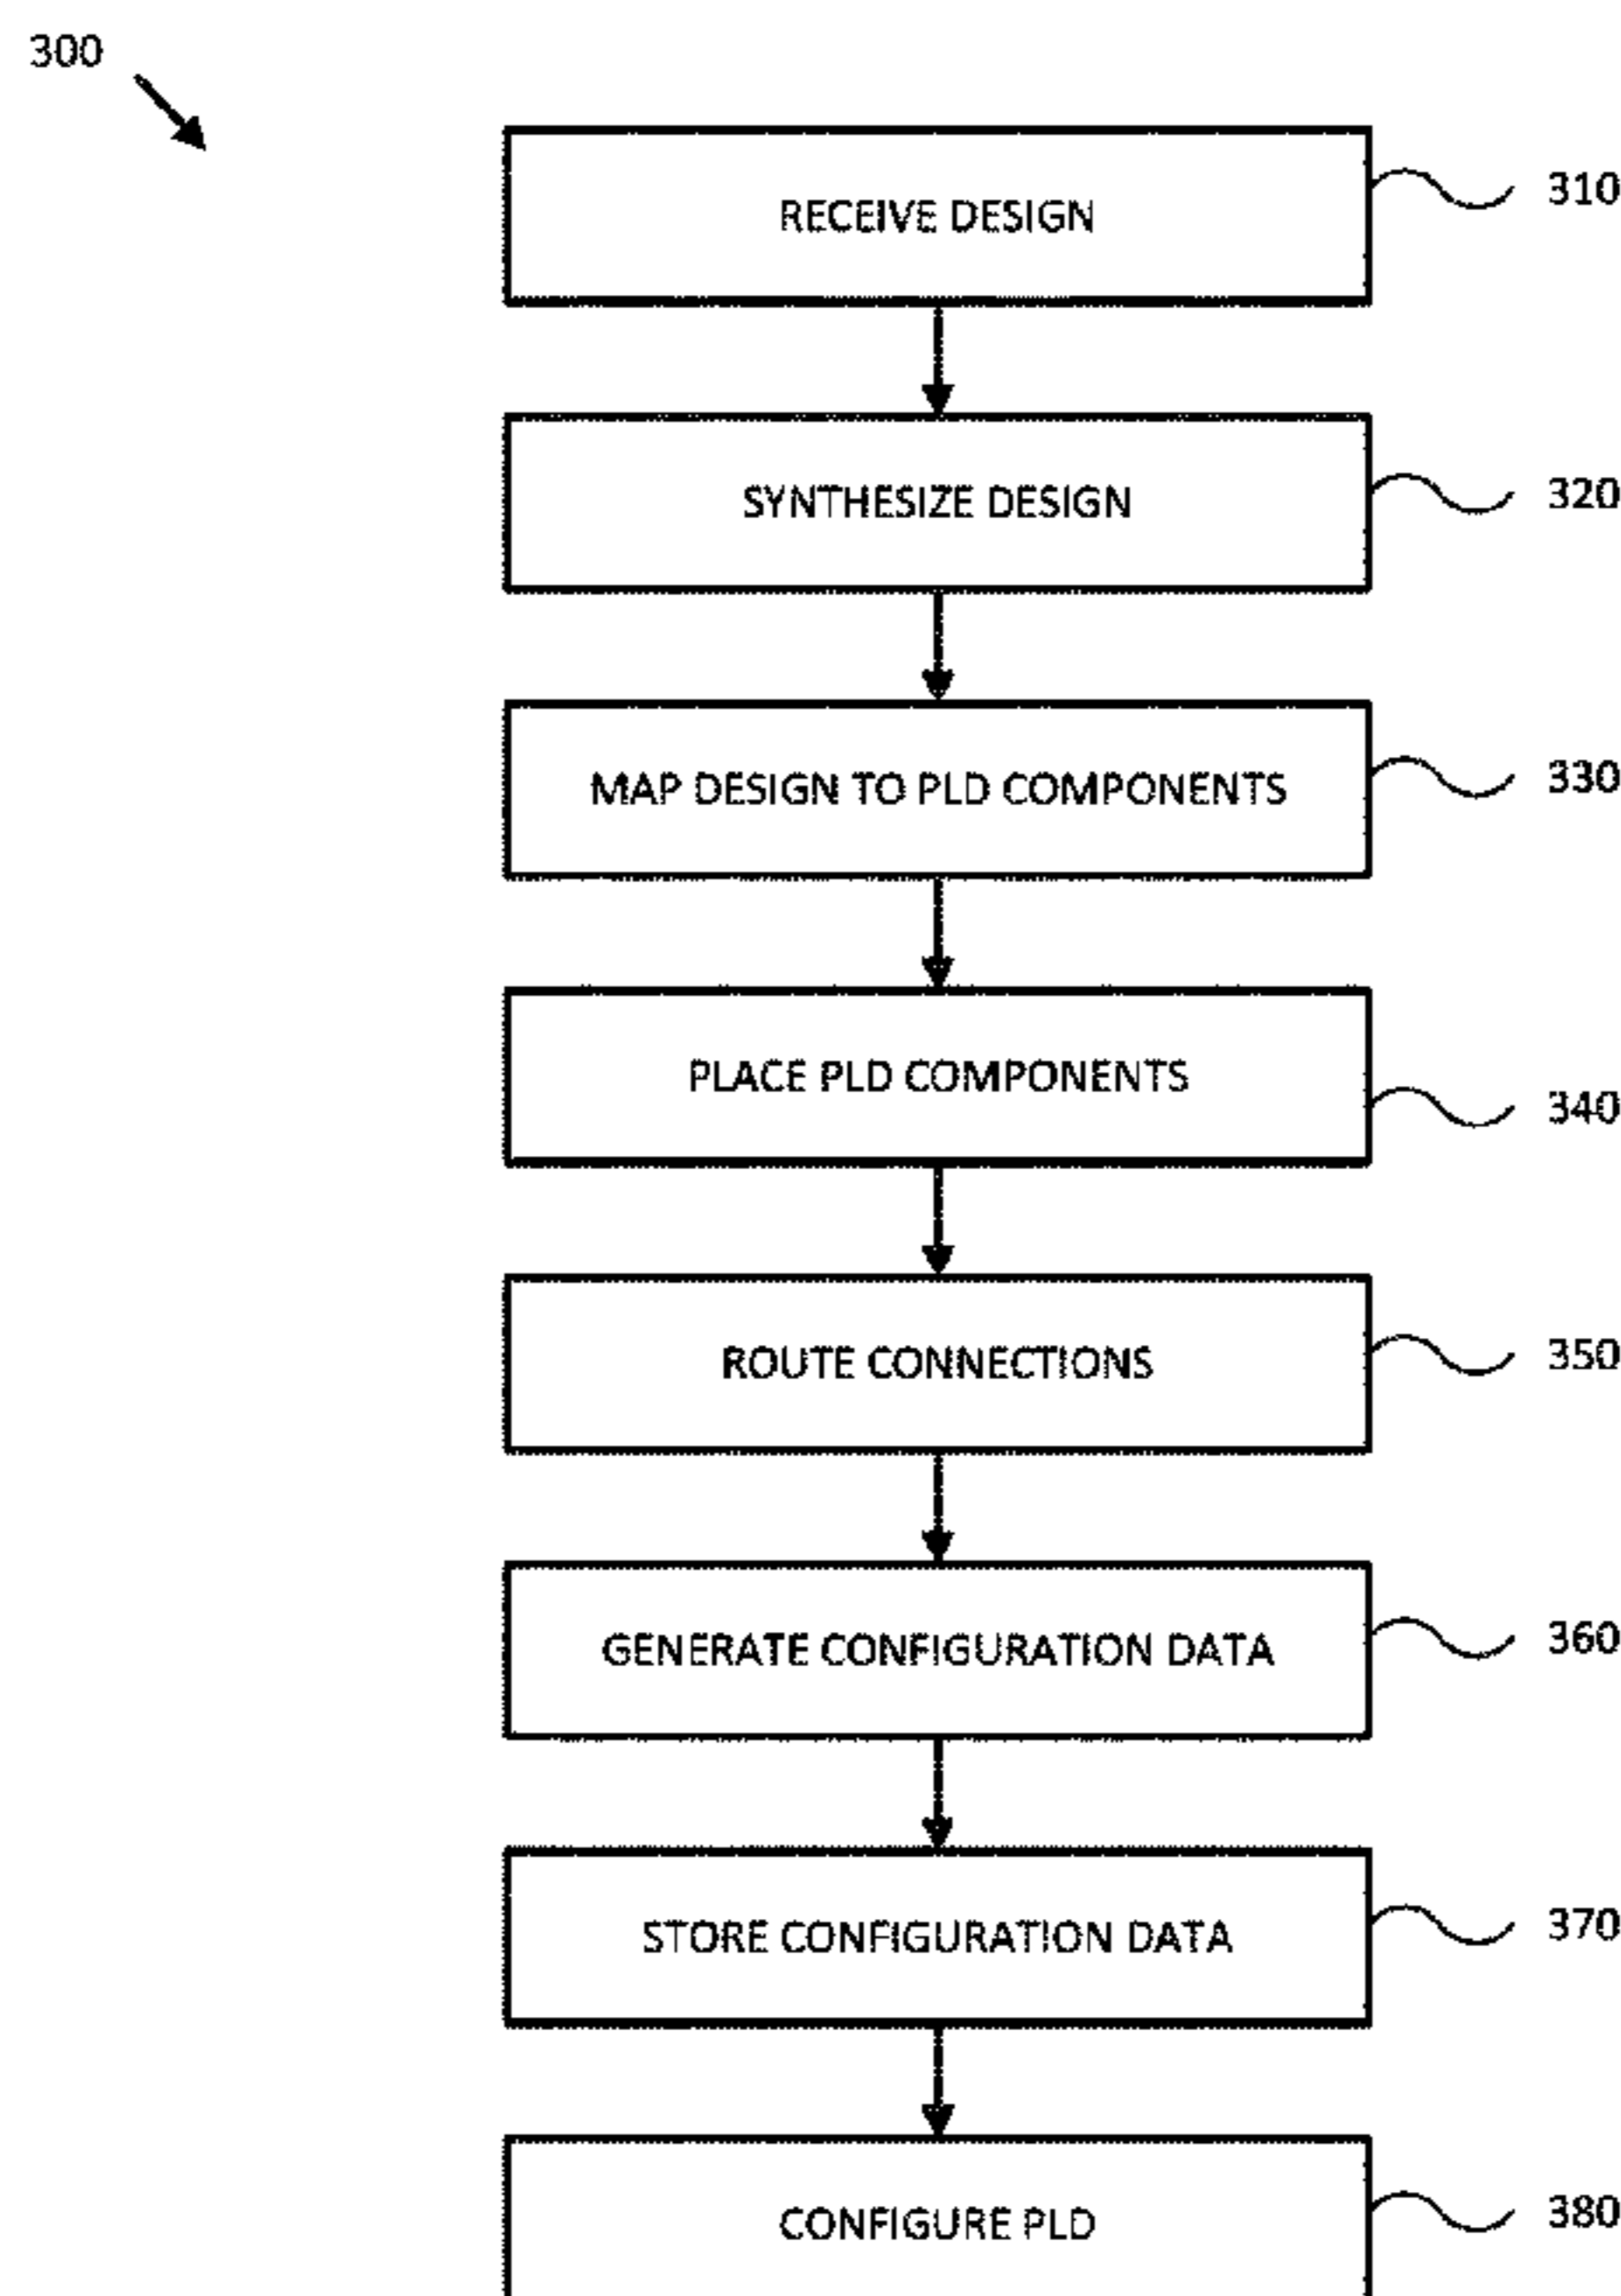 300
RECEIVE DESIGN
310
SYNTHESIZE DESIGN
320
MAP DESIGN TO PLD COMPONENTS
330
PLACE PLD COMPONENTS
340
ROUTE CONNECTIONS
350
GENERATE CONFIGURATION DATA
360
STORE CONFIGURATION DATA
370
CONFIGURE PLD
380